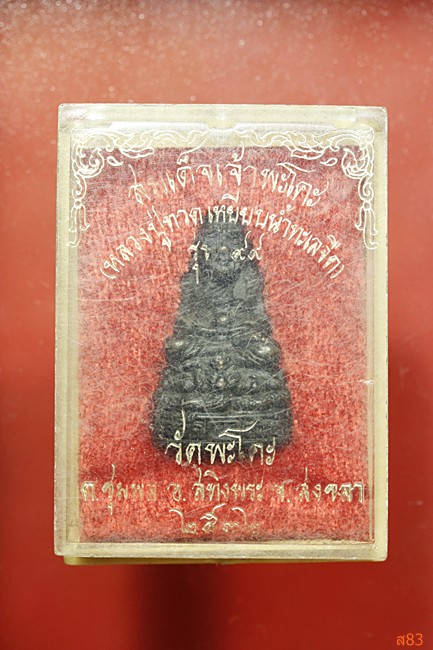 สมเด็จเจ้าพะโคะ
(หลวงปู่ทวดเหยียบน้ำทะเลจืด)
รุ่น ๙๙
วัดพะโคะ
ต.ชุมพล อ.สทิงพระ จ.สงขลา
๒๕๓๖
ส83